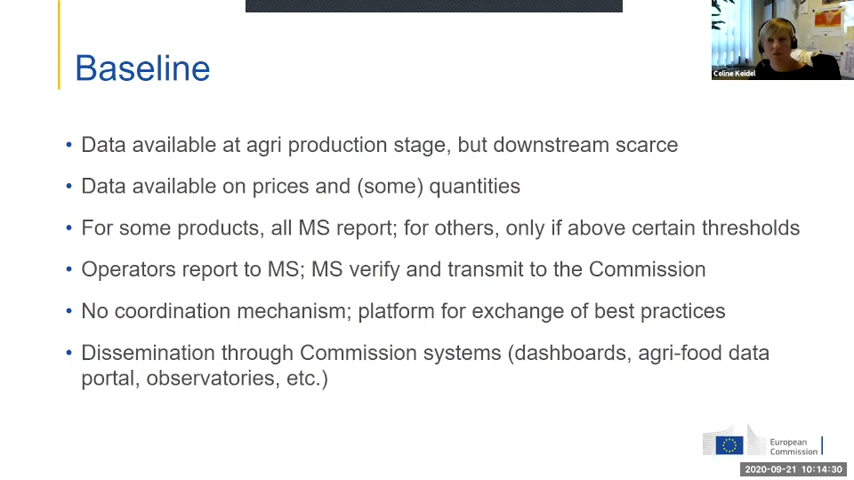 Baseline
Celine Keidel
• Data available at agri production stage, but downstream scarce
• Data available on prices and (some) quantities
• For some products, all MS report; for others, only if above certain thresholds
• Operators report to MS; MS verify and transmit to the Commission
• No coordination mechanism; platform for exchange of best practices
• Dissemination through Commission systems (dashboards, agri-food data
portal, observatories, etc.)
European
Commission
2020-09-21 10:14:30